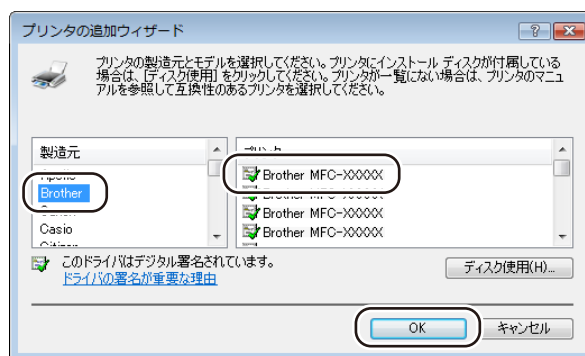 プリンタの追加ウィザード
プリンタの製造元とモデルを選択してください。プリンタにインストール ディスクが付属している
場合は、[ディスク使用] をクリックしてください。プリンタが一覧にない場合は、プリンタのマニュ
アルを参照して互換性のあるプリンタを選択してください。
製造元
Brother
Casio
Brother MFC-XXXXX
Brother MFC-XXXXX
Brother MFC-XXXXX
Brother MFC-XXXXX
このドライバはデジタル署名されています。
ドライバの署名が重要な理由
ディスク使用(H)...
OK
キャンセル